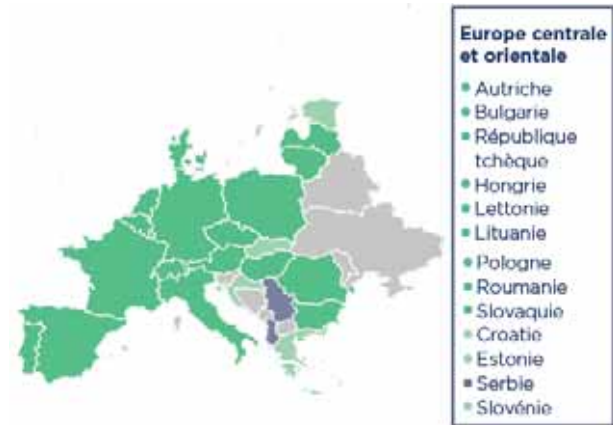 Europe centrale
et orientale
Autriche
Bulgarie
République
tchèque
Hongrie
Lettonie
Lituanie
Pologne
Roumanie
Slovaquie
Croatie
Estonie
Serbie
Slovénie